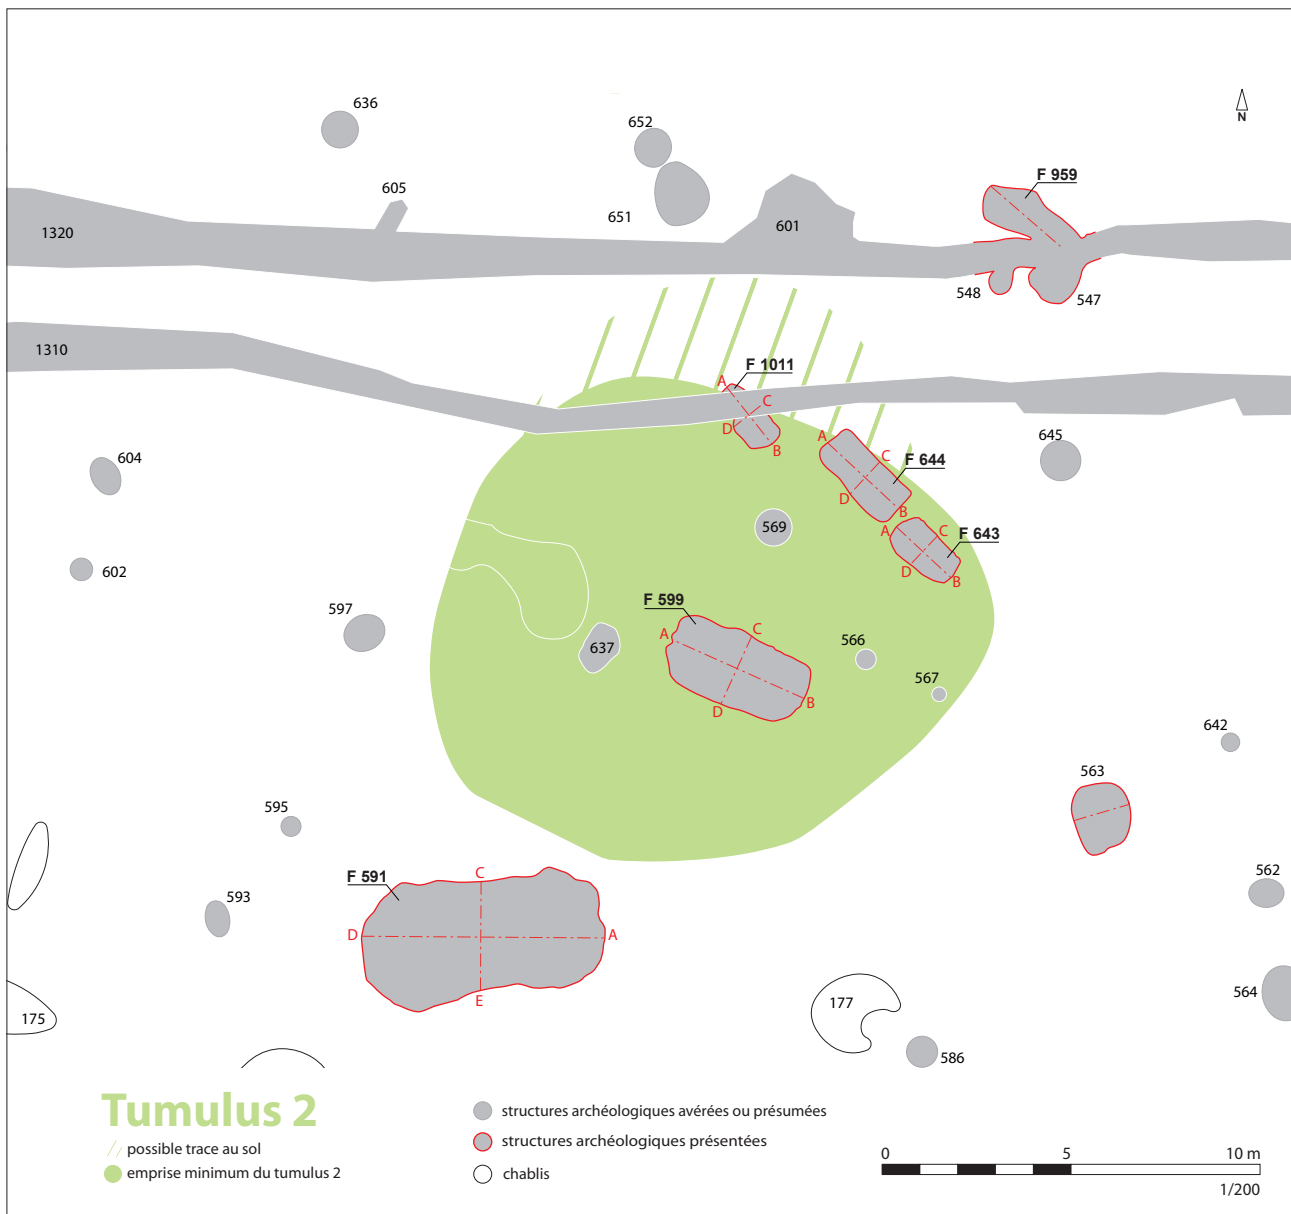 636
652
N
F 959
605
651
601
1320
548
547
1310
F 1011
A
C
D
B
A
C
F 644
D
B
645
604
569
A
C
F 643
D
B
602
597
F 599
A
C
637
566
567
D
B
642
563
595
562
F 591
C
593
D
A
E
564
175
177
586
Tumulus 2
possible trace au sol
emprise minimum du tumulus 2
structures archéologiques avérées ou présumées
structures archéologiques présentées
chablis
0 5 10 m
1/200